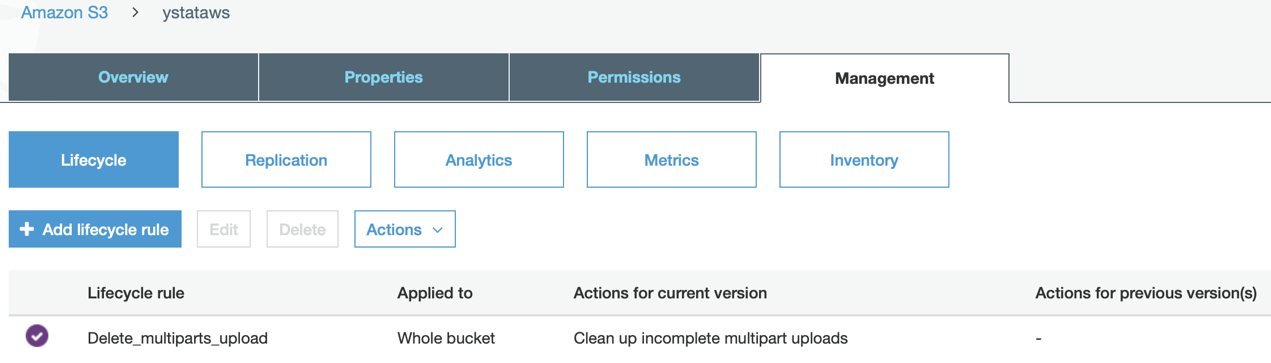 Amazon S3 > ystataws
Overview Properties Permissions Management
Lifecycle Replication Analytics Metrics Inventory
+ Add lifecycle rule Edit Delete Actions
Lifecycle rule Applied to Actions for current version Actions for previous version(s)
Delete_multiparts_upload Whole bucket Clean up incomplete multipart uploads -